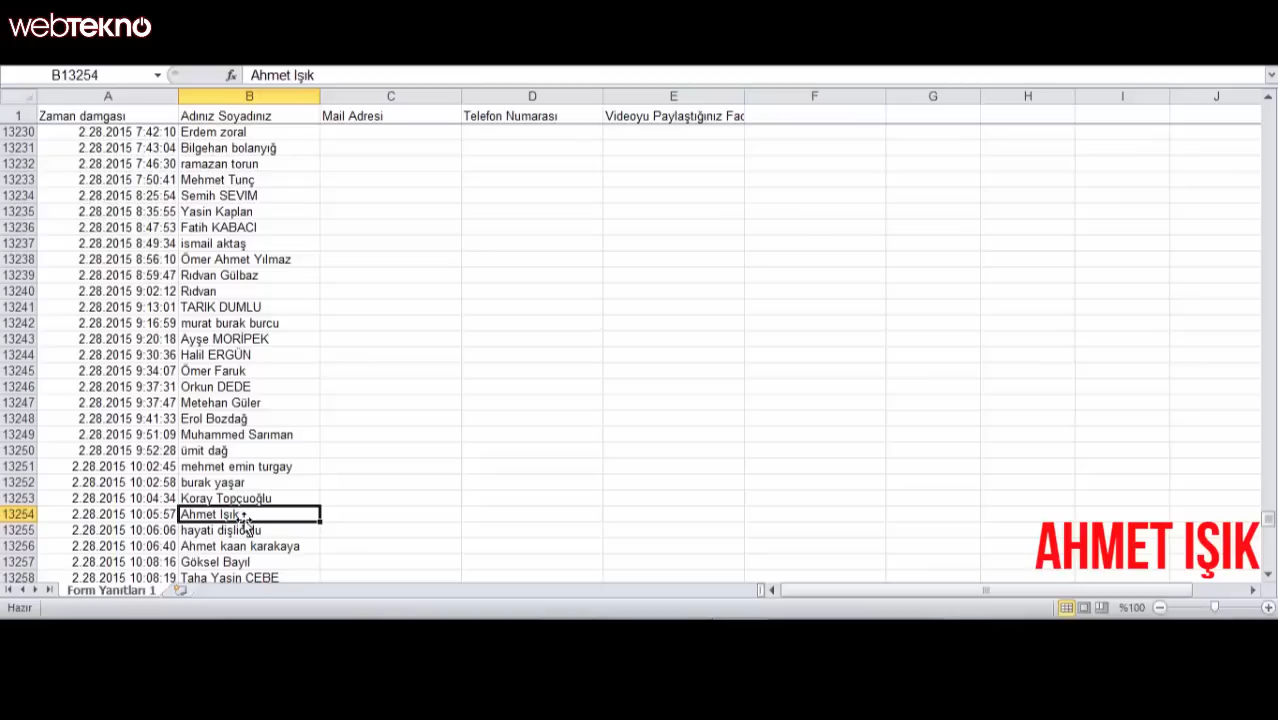 webtekno
B13254 fx Ahmet Işık
A B C D E F G H I J
1 Zaman damgası Adınız Soyadınız Mail Adresi Telefon Numarası Videoyu Paylaştığınız Fac
13230 2.28.2015 7:42:10 Erdem zoral
13231 2.28.2015 7:43:04 Bilgehan bolanyığ
13232 2.28.2015 7:46:30 ramazan torun
13233 2.28.2015 7:50:41 Mehmet Tunç
13234 2.28.2015 8:25:54 Semih SEVIM
13235 2.28.2015 8:35:55 Yasin Kaplan
13236 2.28.2015 8:47:53 Fatih KABACI
13237 2.28.2015 8:49:34 ismail aktaş
13238 2.28.2015 8:56:10 Ömer Ahmet Yılmaz
13239 2.28.2015 8:59:47 Rıdvan Gülbaz
13240 2.28.2015 9:02:12 Rıdvan
13241 2.28.2015 9:13:01 TARIK DUMLU
13242 2.28.2015 9:16:59 murat burak burcu
13243 2.28.2015 9:20:18 Ayşe MORİPEK
13244 2.28.2015 9:30:36 Halil ERGÜN
13245 2.28.2015 9:34:07 Ömer Faruk
13246 2.28.2015 9:37:31 Orkun DEDE
13247 2.28.2015 9:37:47 Metehan Güler
13248 2.28.2015 9:41:33 Erol Bozdağ
13249 2.28.2015 9:51:09 Muhammed Sarıman
13250 2.28.2015 9:52:28 ümit dağ
13251 2.28.2015 10:02:45 mehmet emin turgay
13252 2.28.2015 10:02:58 burak yaşar
13253 2.28.2015 10:04:34 Koray Topçuoğlu
13254 2.28.2015 10:05:57 Ahmet Işık
13255 2.28.2015 10:06:06 hayati
13256 2.28.2015 10:06:40 Ahmet kaan karakaya
13257 2.28.2015 10:08:16 Göksel Bayıl
13258 2.28.2015 10:08:19 Taha Yasin CEBE
AHMET IŞIK
Form Yanıtları 1
Hazır %100